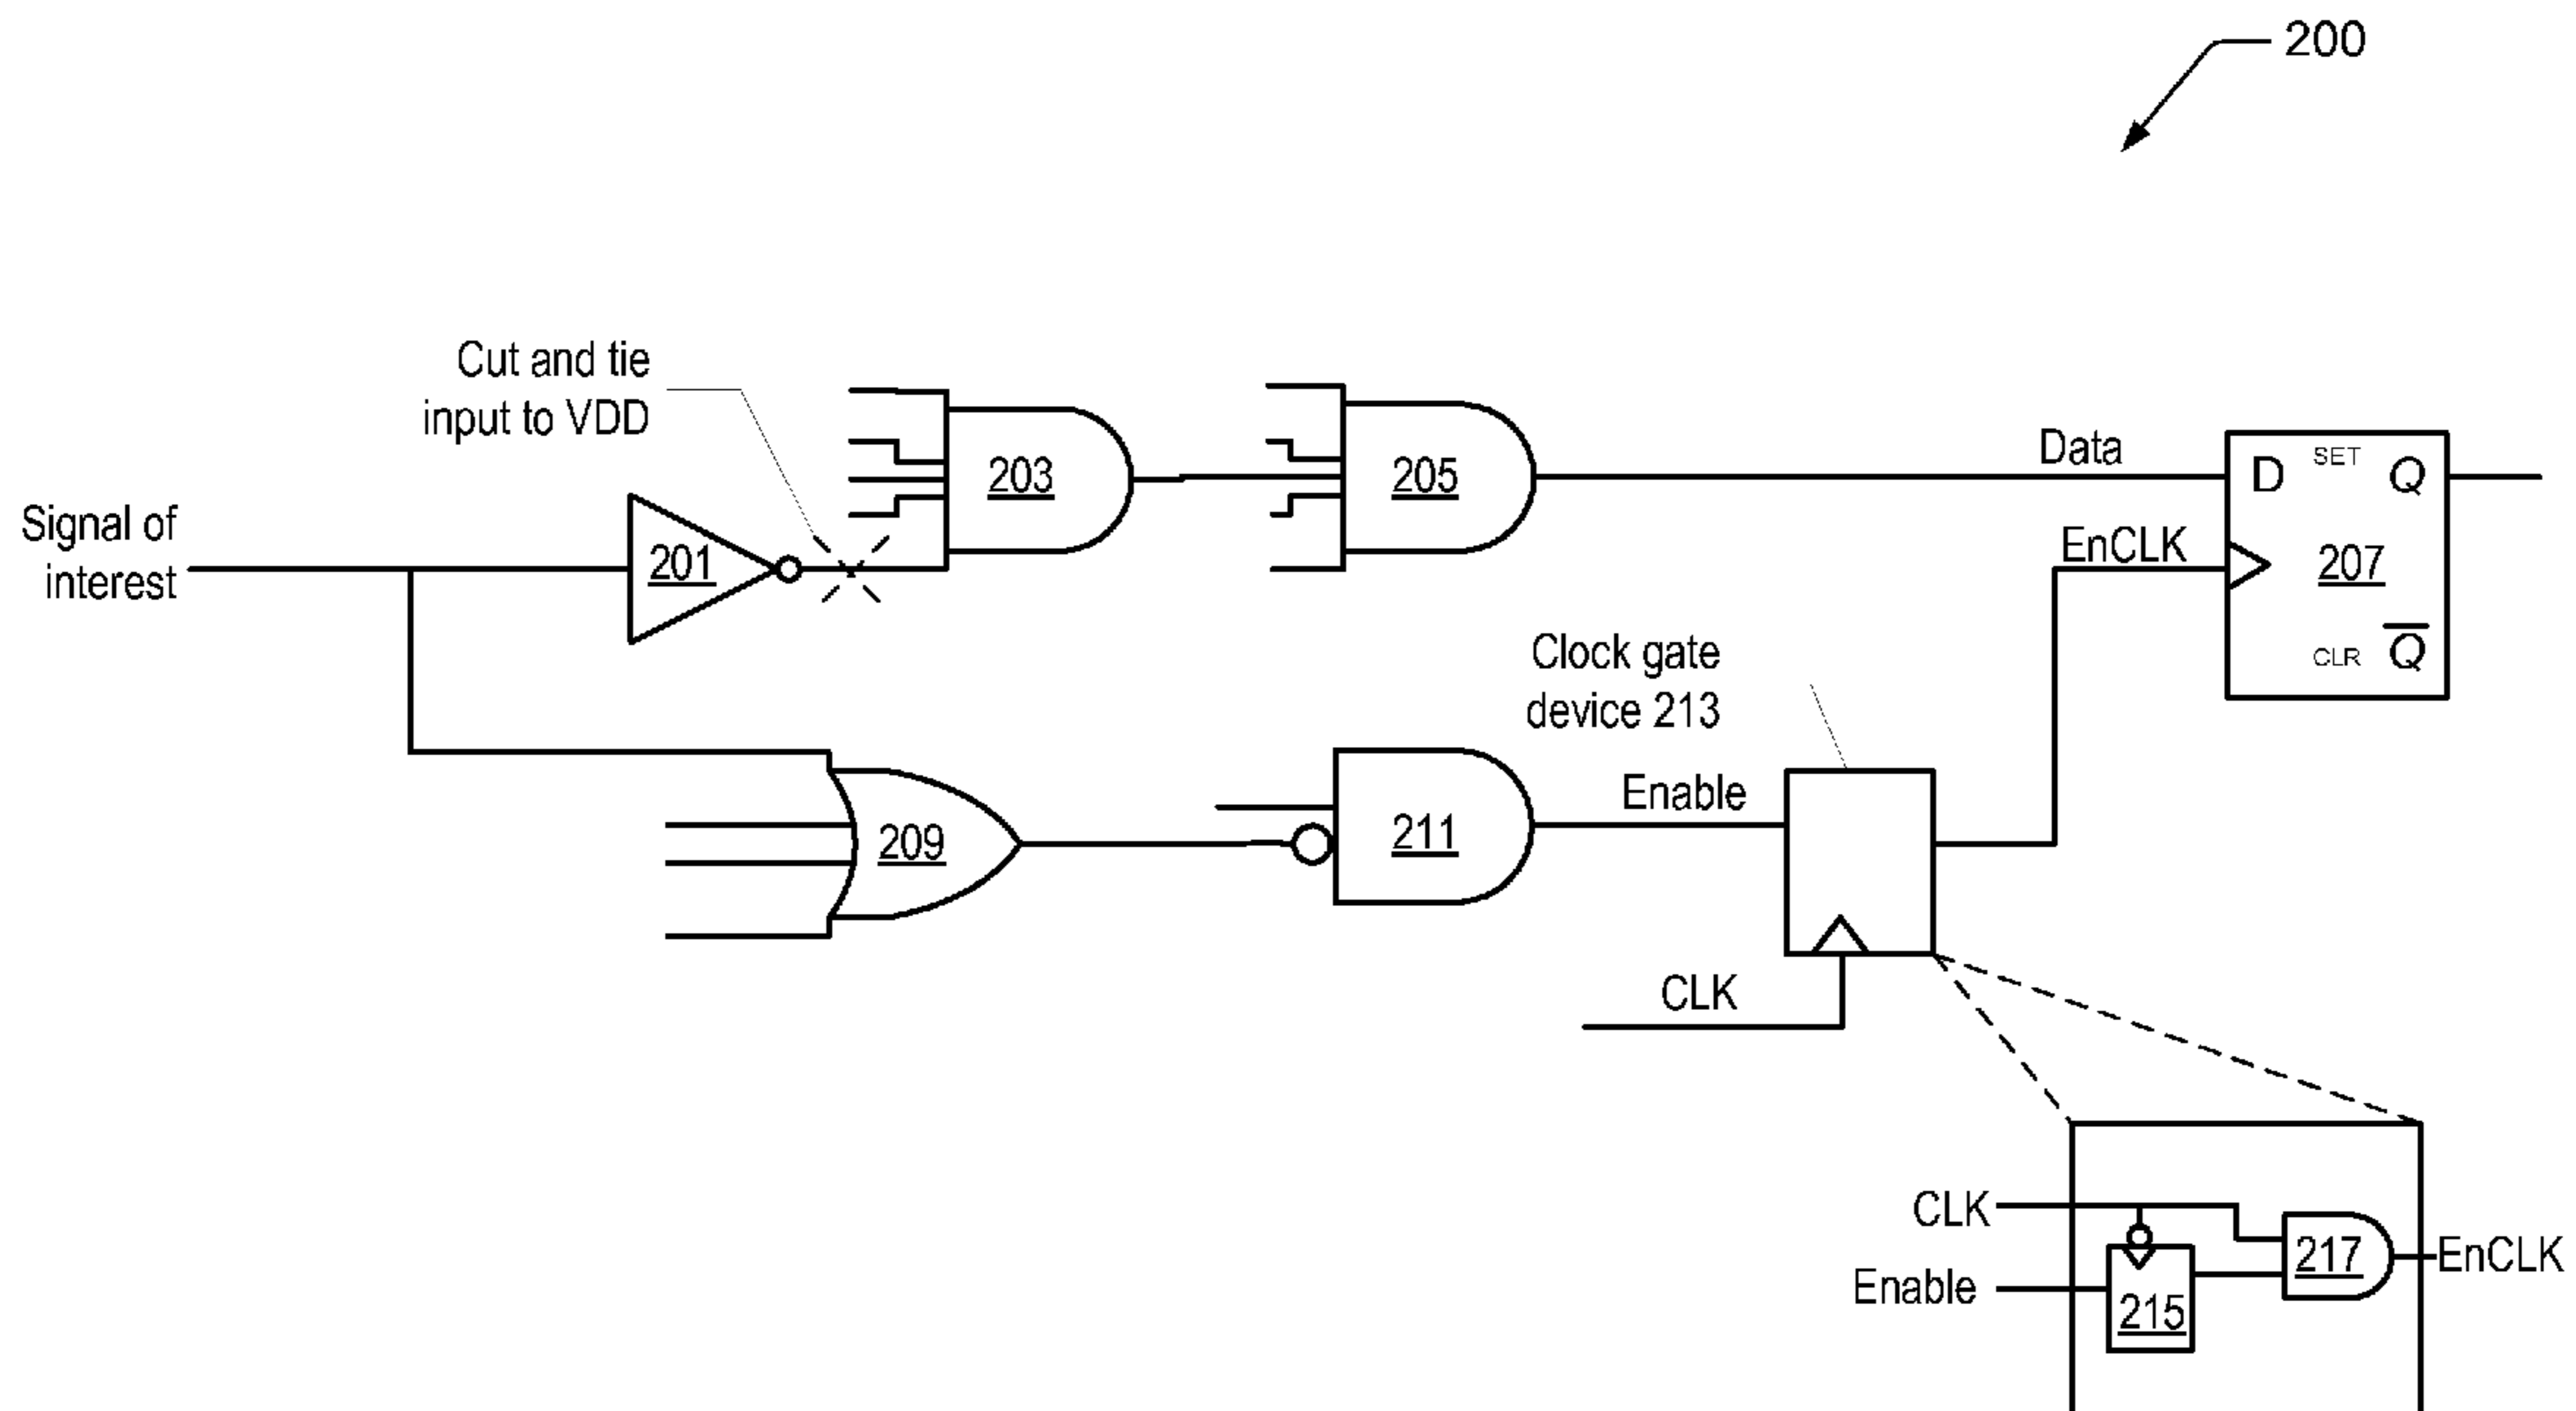 200
Cut and tie
input to VDD
Signal of
interest
201
203
205
Data
D
SET
Q
EnCLK
207
CLR
Q
Clock gate
device 213
209
211
Enable
CLK
CLK
Enable
215
217
EnCLK